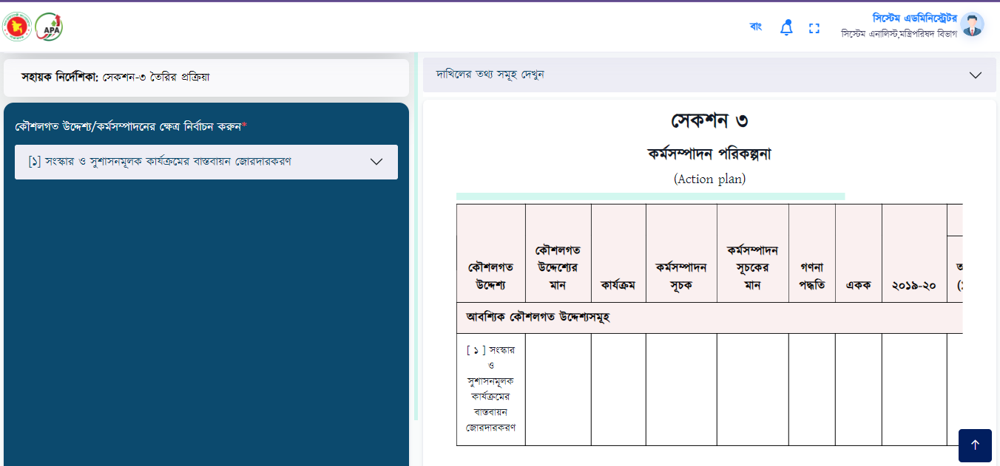 APA
বাং
সিস্টেম এডমিনিস্ট্রেটর
সিস্টেম এনালিস্ট,মন্ত্রিপরিষদ বিভাগ
সহায়ক নির্দেশিকা: সেকশন-৩ তৈরির প্রক্রিয়া
কৌশলগত উদ্দেশ্য/কর্মসম্পাদনের ক্ষেত্র নির্বাচন করুন*
[১] সংস্কার ও সুশাসনমূলক কার্যক্রমের বাস্তবায়ন জোরদারকরণ
দাখিলের তথ্য সমূহ দেখুন
সেকশন ৩
কর্মসম্পাদন পরিকল্পনা
(Action plan)
কৌশলগত
উদ্দেশ্য
কৌশলগত
উদ্দেশ্যের
মান
কার্যক্রম
কর্মসম্পাদন
সূচক
কর্মসম্পাদন
সূচকের
মান
গণনা
পদ্ধতি
একক
২০১৯-২০
আবশ্যিক কৌশলগত উদ্দেশ্যসমূহ
[ ১ ] সংস্কার
ও
সুশাসনমূলক
কার্যক্রমের
বাস্তবায়ন
জোরদারকরণ